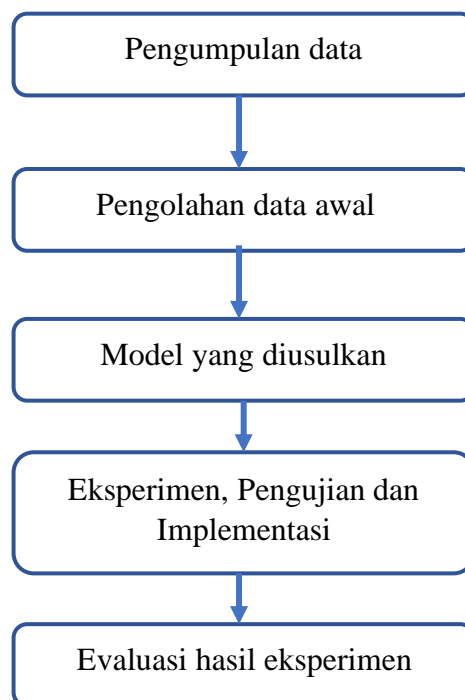 Pengumpulan data
Pengolahan data awal
Model yang diusulkan
Eksperimen, Pengujian dan
Implementasi
Evaluasi hasil eksperimen